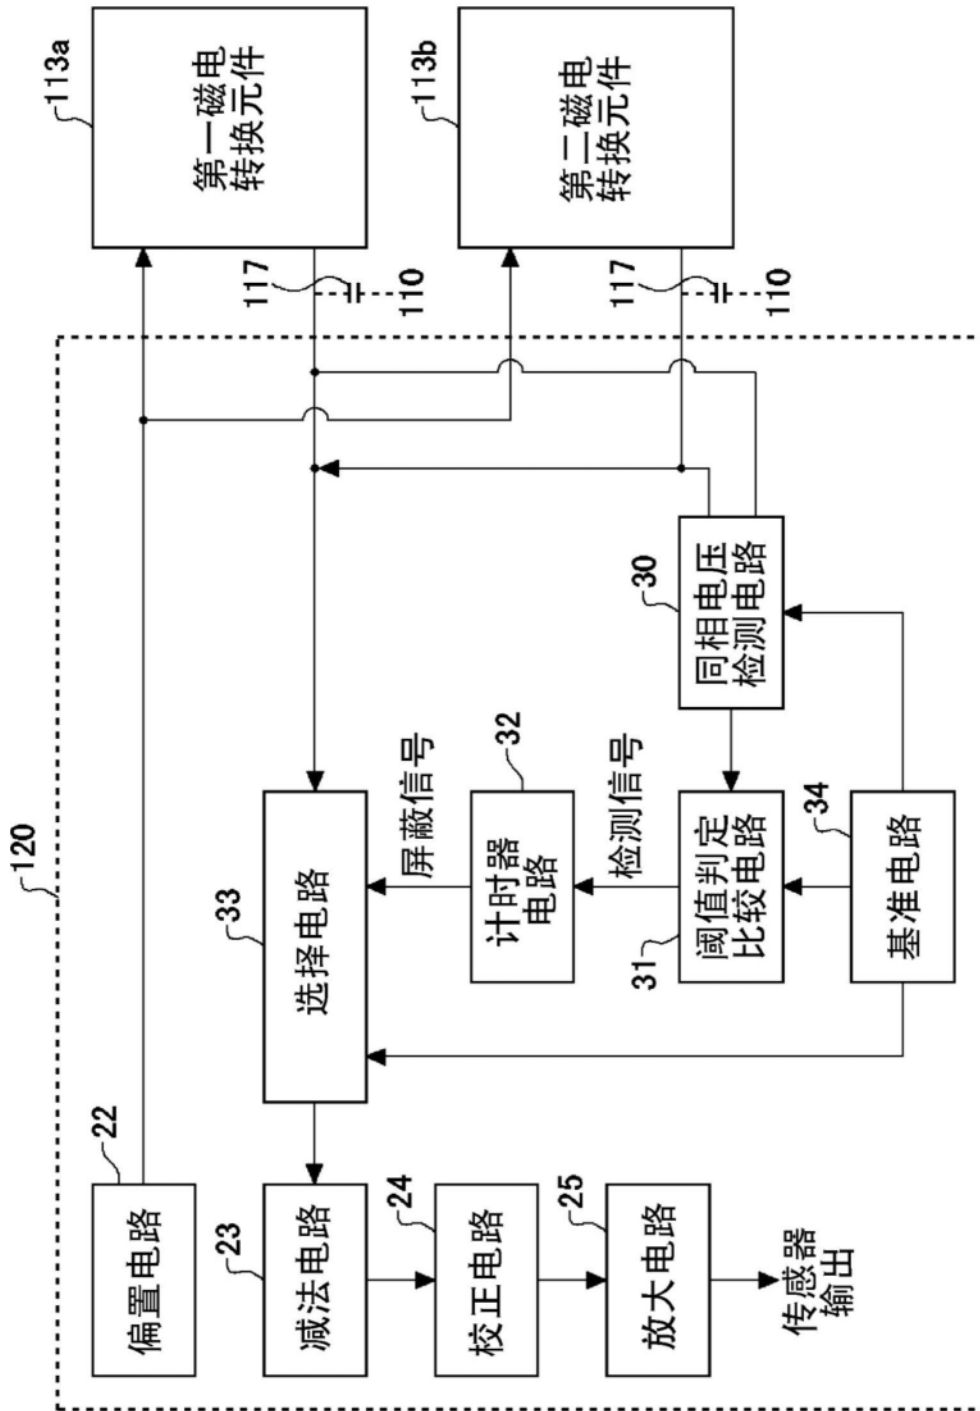 120
22
偏置电路
113a
第一磁电
转换元件
117
110
33
选择电路
23
减法电路
屏蔽信号
24
校正电路
32
计时器
电路
113b
第二磁电
转换元件
117
110
25
放大电路
检测信号
31
阈值判定
比较电路
30
同相电压
检测电路
传感器
输出
34
基准电路